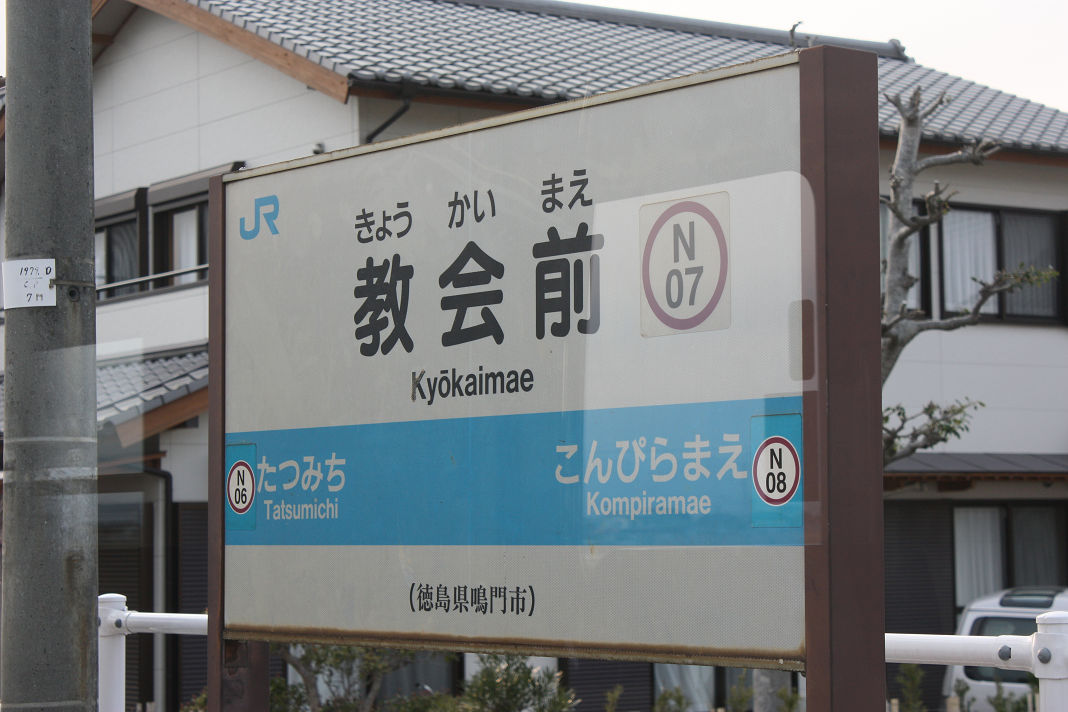 JR
きょう かい まえ
教会前
Kyōkaimae
N
07
N
06
たつみち
Tatsumichi
こんぴらまえ
Kompiramae
N
08
(徳島県鳴門市)